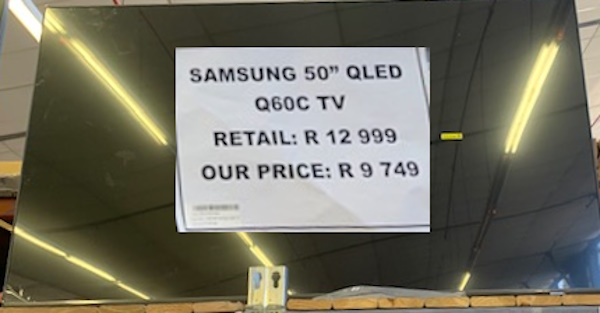 SAMSUNG 50” QLED
Q60C TV
RETAIL: R 12 999
OUR PRICE: R 9 749